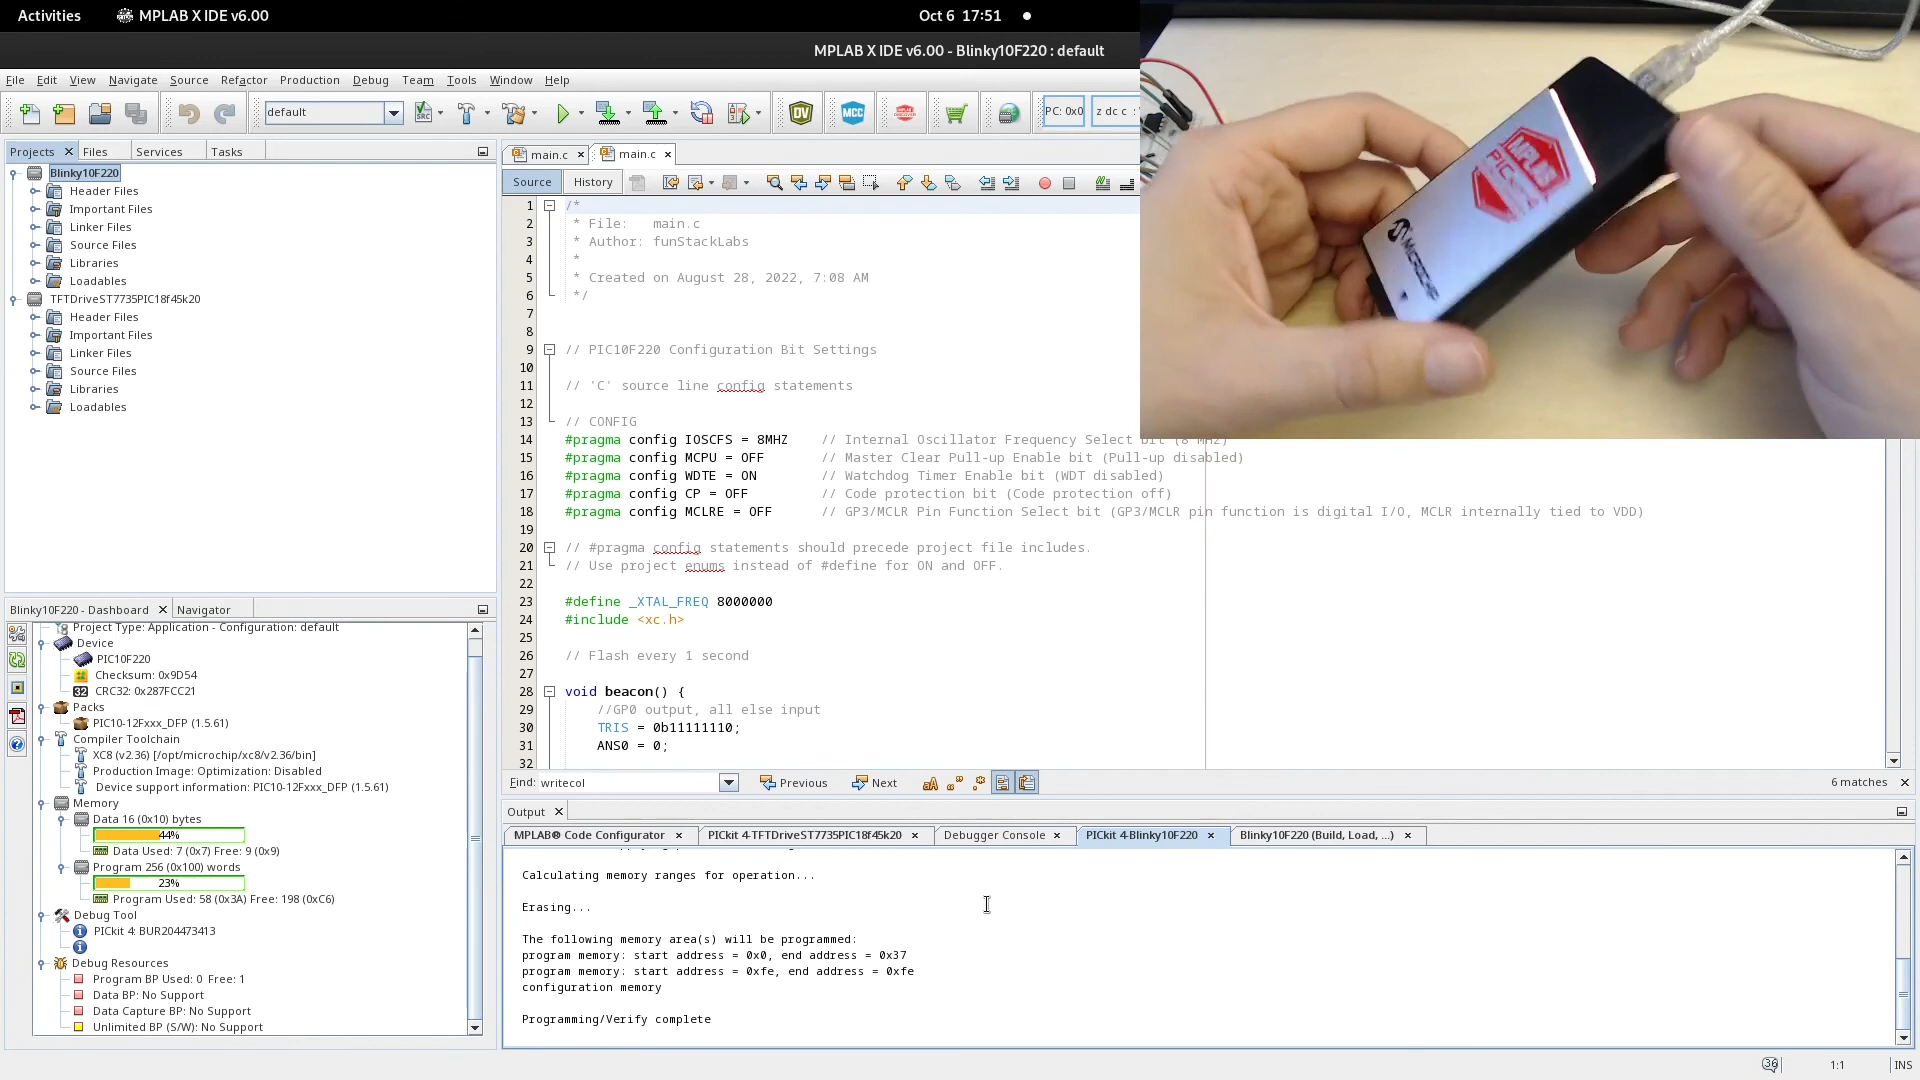 Activities
MPLAB X IDE v6.00
Oct 6 17:51
MPLAB X IDE v6.00 - Blinky10F220 : default
File Edit View Navigate Source Refactor Production Debug Team Tools Window Help
default
DV
MCC
PC: 0x0
z dc c :
Projects
Files
Services
Tasks
Blinky10F220
Header Files
Important Files
Linker Files
Source Files
Libraries
Loadables
TFTDriveST7735PIC18f45k20
Header Files
Important Files
Linker Files
Source Files
Libraries
Loadables
main.c
main.c
Source
History
1 /*
2 * File: main.c
3 * Author: funStackLabs
4 *
5 * Created on August 28, 2022, 7:08 AM
6 */
7
8
9 // PIC10F220 Configuration Bit Settings
10
11 // 'C' source line config statements
12
13 // CONFIG
14 #pragma config IOSCFS = 8MHZ // Internal Oscillator Frequency Select bit (8 MHz)
15 #pragma config MCPU = OFF // Master Clear Pull-up Enable bit (Pull-up disabled)
16 #pragma config WDTE = ON // Watchdog Timer Enable bit (WDT disabled)
17 #pragma config CP = OFF // Code protection bit (Code protection off)
18 #pragma config MCLRE = OFF // GP3/MCLR Pin Function Select bit (GP3/MCLR pin function is digital I/O, MCLR internally tied to VDD)
19
20 // #pragma config statements should precede project file includes.
21 // Use project enums instead of #define for ON and OFF.
22
23 #define _XTAL_FREQ 8000000
24 #include <xc.h>
25
26 // Flash every 1 second
27
28 void beacon() {
29 //GP0 output, all else input
30 TRIS = 0b11111110;
31 ANS0 = 0;
32
MPLAB
PICkit
MICROCHIP
Blinky10F220 - Dashboard
Navigator
Project Type: Application - Configuration: default
Device
PIC10F220
Checksum: 0x9D54
32 CRC32: 0x287FCC21
Packs
PIC10-12Fxxx_DFP (1.5.61)
Compiler Toolchain
XC8 (v2.36) [/opt/microchip/xc8/v2.36/bin]
Production Image: Optimization: Disabled
Device support information: PIC10-12Fxxx_DFP (1.5.61)
Memory
Data 16 (0x10) bytes
44%
Data Used: 7 (0x7) Free: 9 (0x9)
Program 256 (0x100) words
23%
Program Used: 58 (0x3A) Free: 198 (0xC6)
Debug Tool
PICkit 4: BUR204473413
Debug Resources
Program BP Used: 0 Free: 1
Data BP: No Support
Data Capture BP: No Support
Unlimited BP (S/W): No Support
Find: writecol
Previous
Next
6 matches
Output
MPLAB® Code Configurator
PICkit 4-TFTDriveST7735PIC18f45k20
Debugger Console
PICkit 4-Blinky10F220
Blinky10F220 (Build, Load, ...)
Calculating memory ranges for operation...
Erasing...
The following memory area(s) will be programmed:
program memory: start address = 0x0, end address = 0x37
program memory: start address = 0xfe, end address = 0xfe
configuration memory
Programming/Verify complete
36
1:1
INS